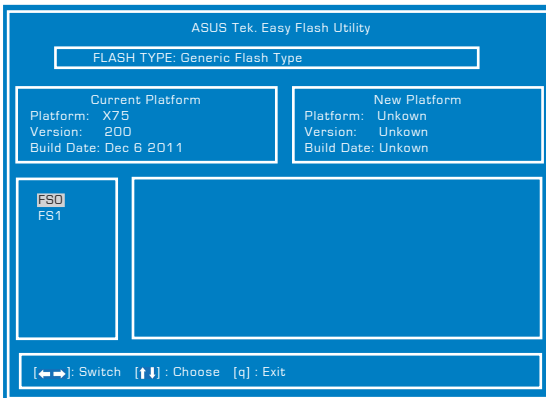 ASUS Tek. Easy Flash Utility
FLASH TYPE: Generic Flash Type
Current Platform
Platform: X75
Version: 200
Build Date: Dec 6 2011
New Platform
Platform: Unkown
Version: Unkown
Build Date: Unkown
FS0
FS1
[←→]: Switch [↑↓] : Choose [q] : Exit